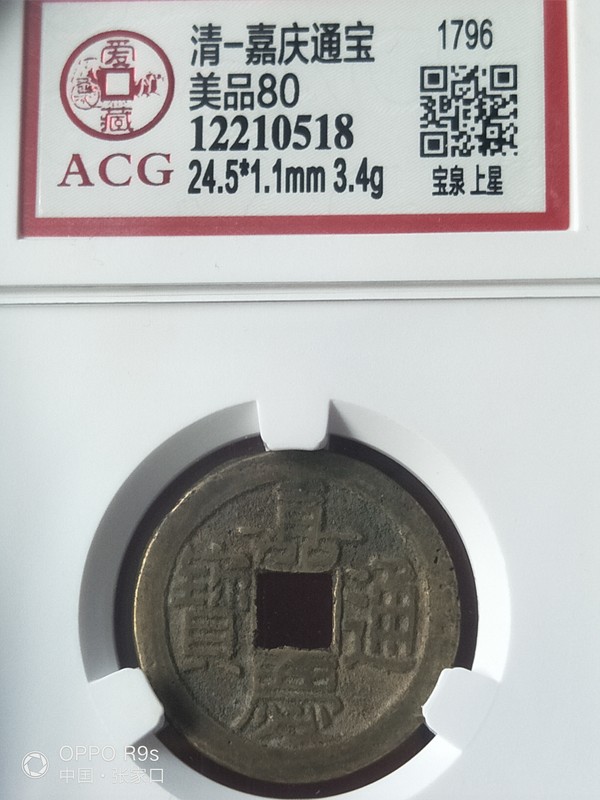 爱
藏
ACG
清一嘉庆通宝
1796
美品80
12210518
24.5*1.1mm 3.4g
宝泉 上星
嘉
慶
通
寶
OPPO R9s
中国·张家口